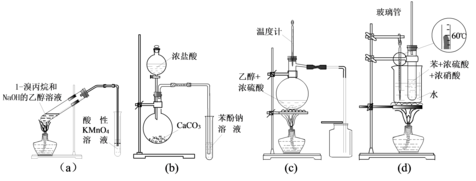 1-溴丙烷和
NaOH的乙醇溶液
酸 性
KMnO₄
溶 液
(a)
浓盐酸
CaCO₃
苯酚钠
溶 液
(b)
温度计
乙醇+
浓硫酸
(c)
玻璃管
60℃
苯+浓硫酸
+浓硝酸
水
(d)